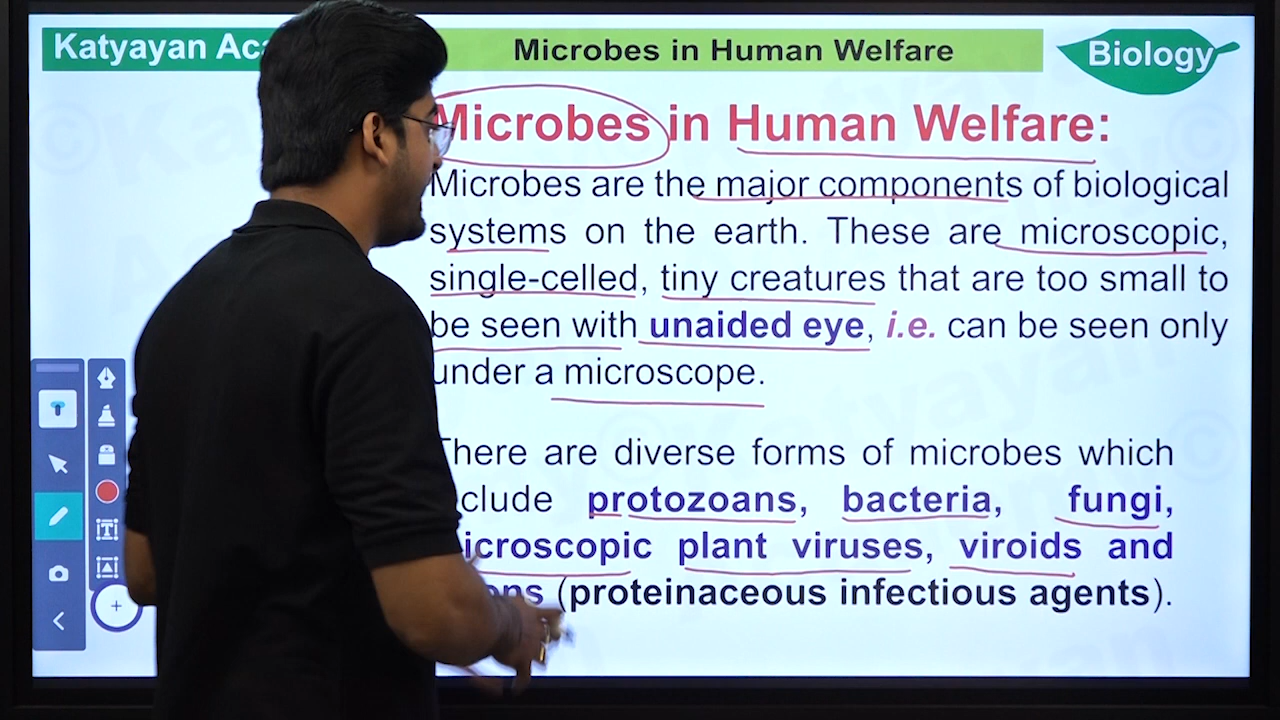 Katyayan Aca
Microbes in Human Welfare
Biology
Microbes in Human Welfare:
Microbes are the major components of biological
systems on the earth. These are microscopic,
single-celled, tiny creatures that are too small to
be seen with unaided eye, i.e. can be seen only
under a microscope.
There are diverse forms of microbes which
clude protozoans, bacteria, fungi,
icroscopic plant viruses, viroids and
ons (proteinaceous infectious agents).